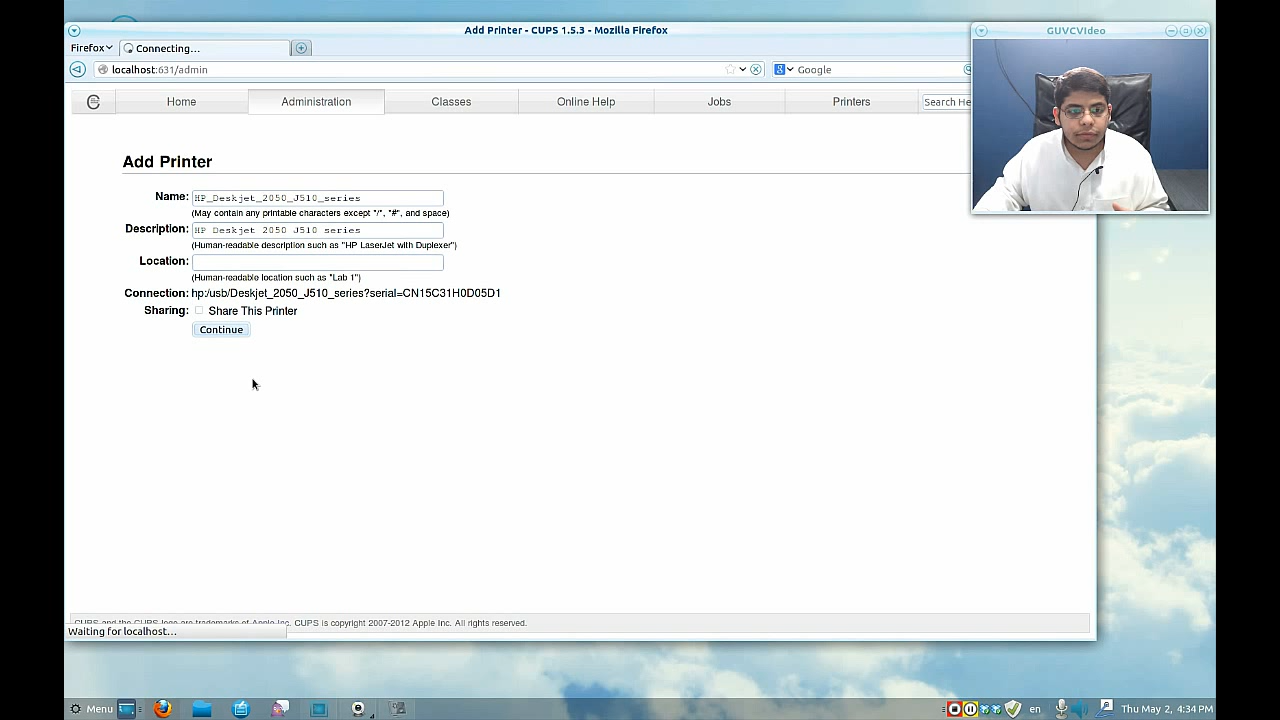 Add Printer - CUPS 1.5.3 - Mozilla Firefox
GUVCVideo
Firefox
Connecting...
localhost:631/admin
Google
Home
Administration
Classes
Online Help
Jobs
Printers
Search He
Add Printer
Name: HP_Deskjet_2050_J510_series
(May contain any printable characters except "/", "#", and space)
Description: HP Deskjet 2050 J510 series
(Human-readable description such as "HP LaserJet with Duplexer")
Location:
(Human-readable location such as "Lab 1")
Connection: hp:/usb/Deskjet_2050_J510_series?serial=CN15C31H0D05D1
Sharing: Share This Printer
Continue
CUPS and the CUPS logo are trademarks of Apple Inc. CUPS is copyright 2007-2012 Apple Inc. All rights reserved.
Waiting for localhost...
Menu
en
Thu May 2, 4:34 PM